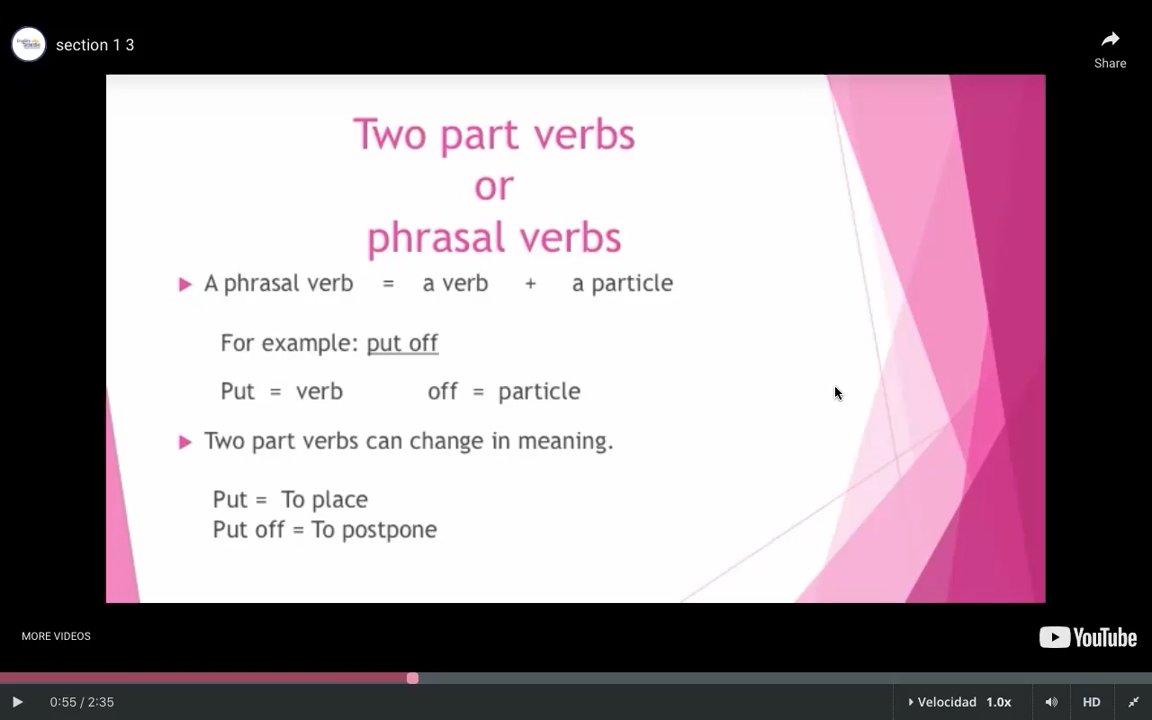 section 1 3
Share
Two part verbs
or
phrasal verbs
A phrasal verb = a verb + a particle
For example: put off
Put = verb off = particle
Two part verbs can change in meaning.
Put = To place
Put off = To postpone
MORE VIDEOS
YouTube
0:55 / 2:35
Velocidad 1.0x
HD